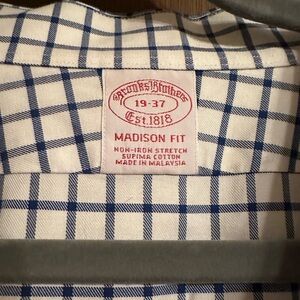 Brooks Brothers
19-37
Est. 1818
MADISON FIT
NON-IRON STRETCH
SUPIMA COTTON
MADE IN MALAYSIA